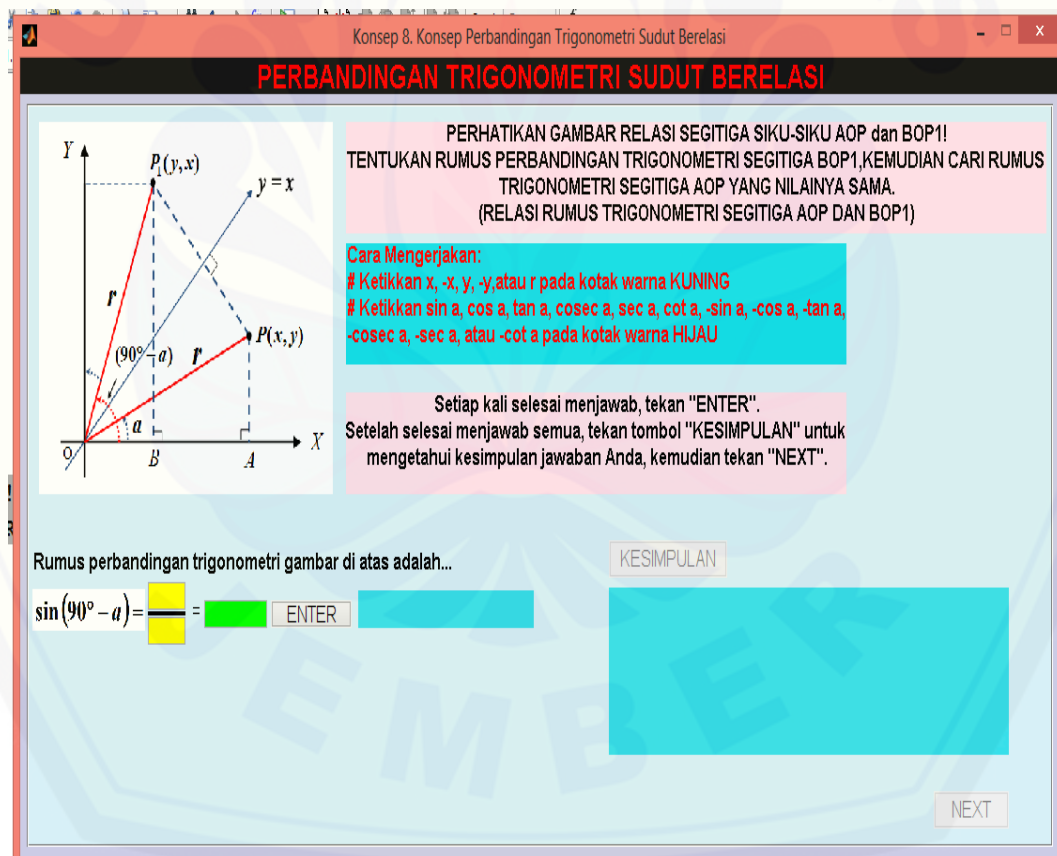 Konsep 8. Konsep Perbandingan Trigonometri Sudut Berelasi
PERBANDINGAN TRIGONOMETRI SUDUT BERELASI
Y
P₁(y,x)
y = x
r
(90° – a)
r
P(x,y)
a
O
B
A
X
PERHATIKAN GAMBAR RELASI SEGITIGA SIKU-SIKU AOP dan BOP1!
TENTUKAN RUMUS PERBANDINGAN TRIGONOMETRI SEGITIGA BOP1,KEMUDIAN CARI RUMUS
TRIGONOMETRI SEGITIGA AOP YANG NILAINYA SAMA.
(RELASI RUMUS TRIGONOMETRI SEGITIGA AOP DAN BOP1)
Cara Mengerjakan:
# Ketikkan x, -x, y, -y,atau r pada kotak warna KUNING
# Ketikkan sin a, cos a, tan a, cosec a, sec a, cot a, -sin a, -cos a, -tan a,
-cosec a, -sec a, atau -cot a pada kotak warna HIJAU
Setiap kali selesai menjawab, tekan "ENTER".
Setelah selesai menjawab semua, tekan tombol "KESIMPULAN" untuk
mengetahui kesimpulan jawaban Anda, kemudian tekan "NEXT".
Rumus perbandingan trigonometri gambar di atas adalah...
sin(90° – a) = =
ENTER
KESIMPULAN
NEXT
JEMBER